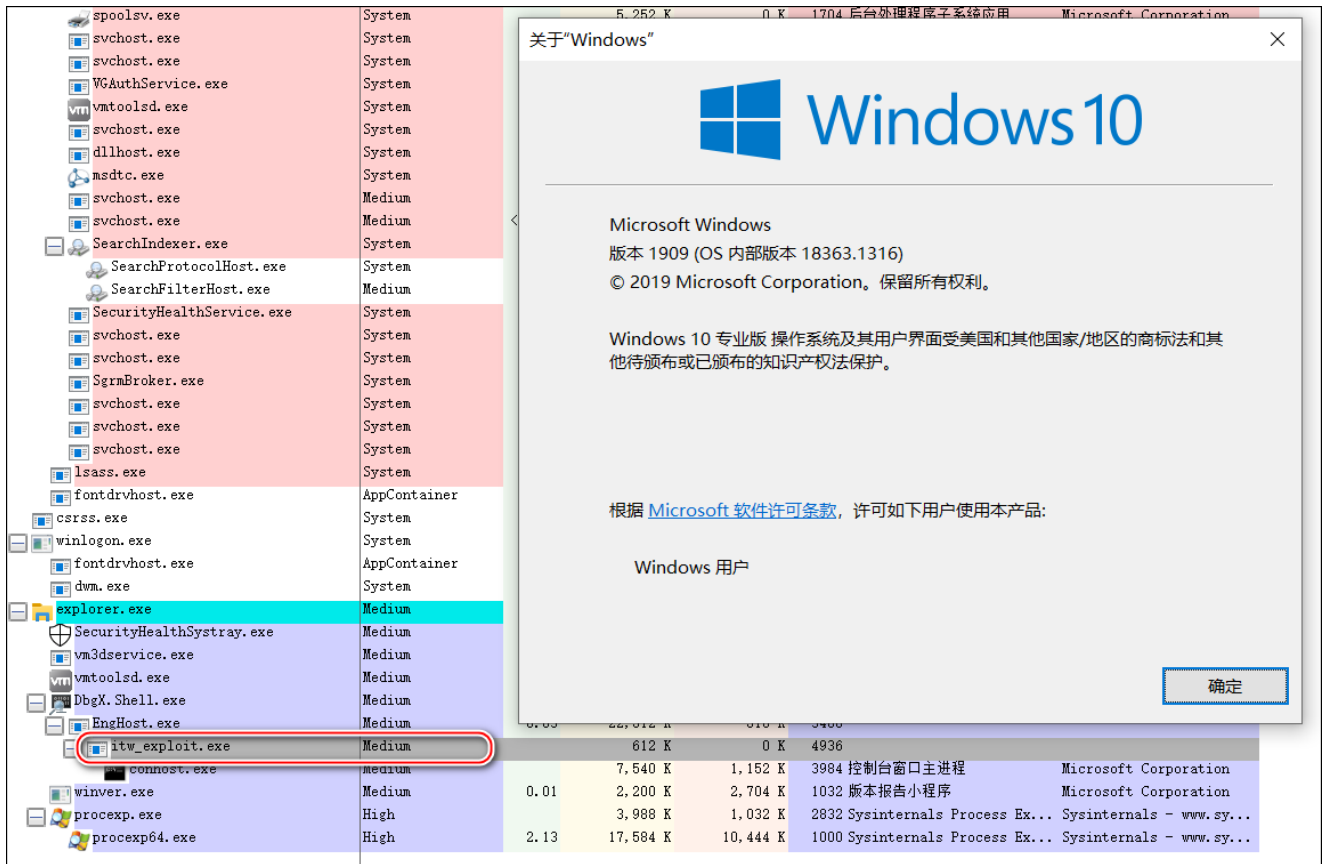 spoolsv.exe System 5,252 K 0 K 1704 后台处理程序子系统应用 Microsoft Corporation
svchost.exe System
svchost.exe System
VGAuthService.exe System
vm vmtoolsd.exe System
svchost.exe System
dllhost.exe System
msdtc.exe System
svchost.exe Medium
svchost.exe Medium
SearchIndexer.exe System
SearchProtocolHost.exe System
SearchFilterHost.exe Medium
SecurityHealthService.exe System
svchost.exe System
svchost.exe System
SgrmBroker.exe System
svchost.exe System
svchost.exe System
svchost.exe System
lsass.exe System
fontdrvhost.exe AppContainer
csrss.exe System
winlogon.exe System
fontdrvhost.exe AppContainer
dwm.exe System
explorer.exe Medium
SecurityHealthSystray.exe Medium
vm3dservice.exe Medium
vm vmtoolsd.exe Medium
DbgX.Shell.exe Medium
EngHost.exe Medium
itw_exploit.exe Medium 612 K 0 K 4936
conhost.exe Medium 7,540 K 1,152 K 3984 控制台窗口主进程 Microsoft Corporation
winver.exe Medium 0.01 2,200 K 2,704 K 1032 版本报告小程序 Microsoft Corporation
procexp.exe High 3,988 K 1,032 K 2832 Sysinternals Process Ex... Sysinternals - www.sy...
procexp64.exe High 2.13 17,584 K 10,444 K 1000 Sysinternals Process Ex... Sysinternals - www.sy...
关于“Windows”
Windows 10
Microsoft Windows
版本 1909 (OS 内部版本 18363.1316)
© 2019 Microsoft Corporation。保留所有权利。
Windows 10 专业版 操作系统及其用户界面受美国和其他国家/地区的商标法和其
他待颁布或已颁布的知识产权法保护。
根据 Microsoft 软件许可条款，许可如下用户使用本产品:
Windows 用户
确定